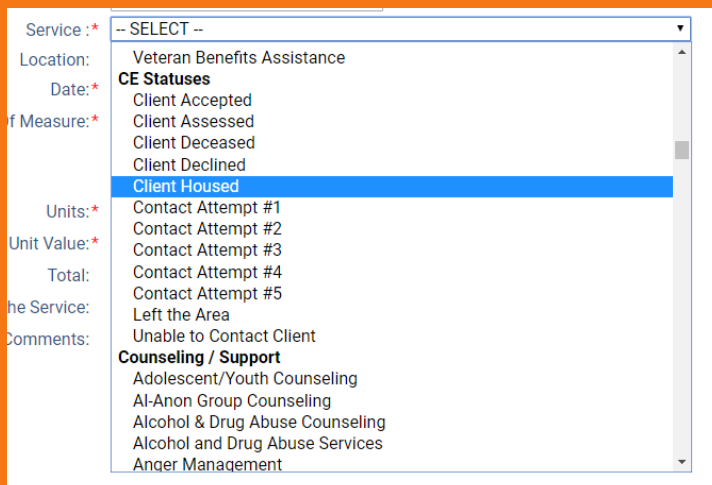 Service :* -- SELECT --
Location:
Date:*
Of Measure:*
Units:*
Unit Value:*
Total:
he Service:
Comments:
Veteran Benefits Assistance
CE Statuses
Client Accepted
Client Assessed
Client Deceased
Client Declined
Client Housed
Contact Attempt #1
Contact Attempt #2
Contact Attempt #3
Contact Attempt #4
Contact Attempt #5
Left the Area
Unable to Contact Client
Counseling / Support
Adolescent/Youth Counseling
Al-Anon Group Counseling
Alcohol & Drug Abuse Counseling
Alcohol and Drug Abuse Services
Anger Management